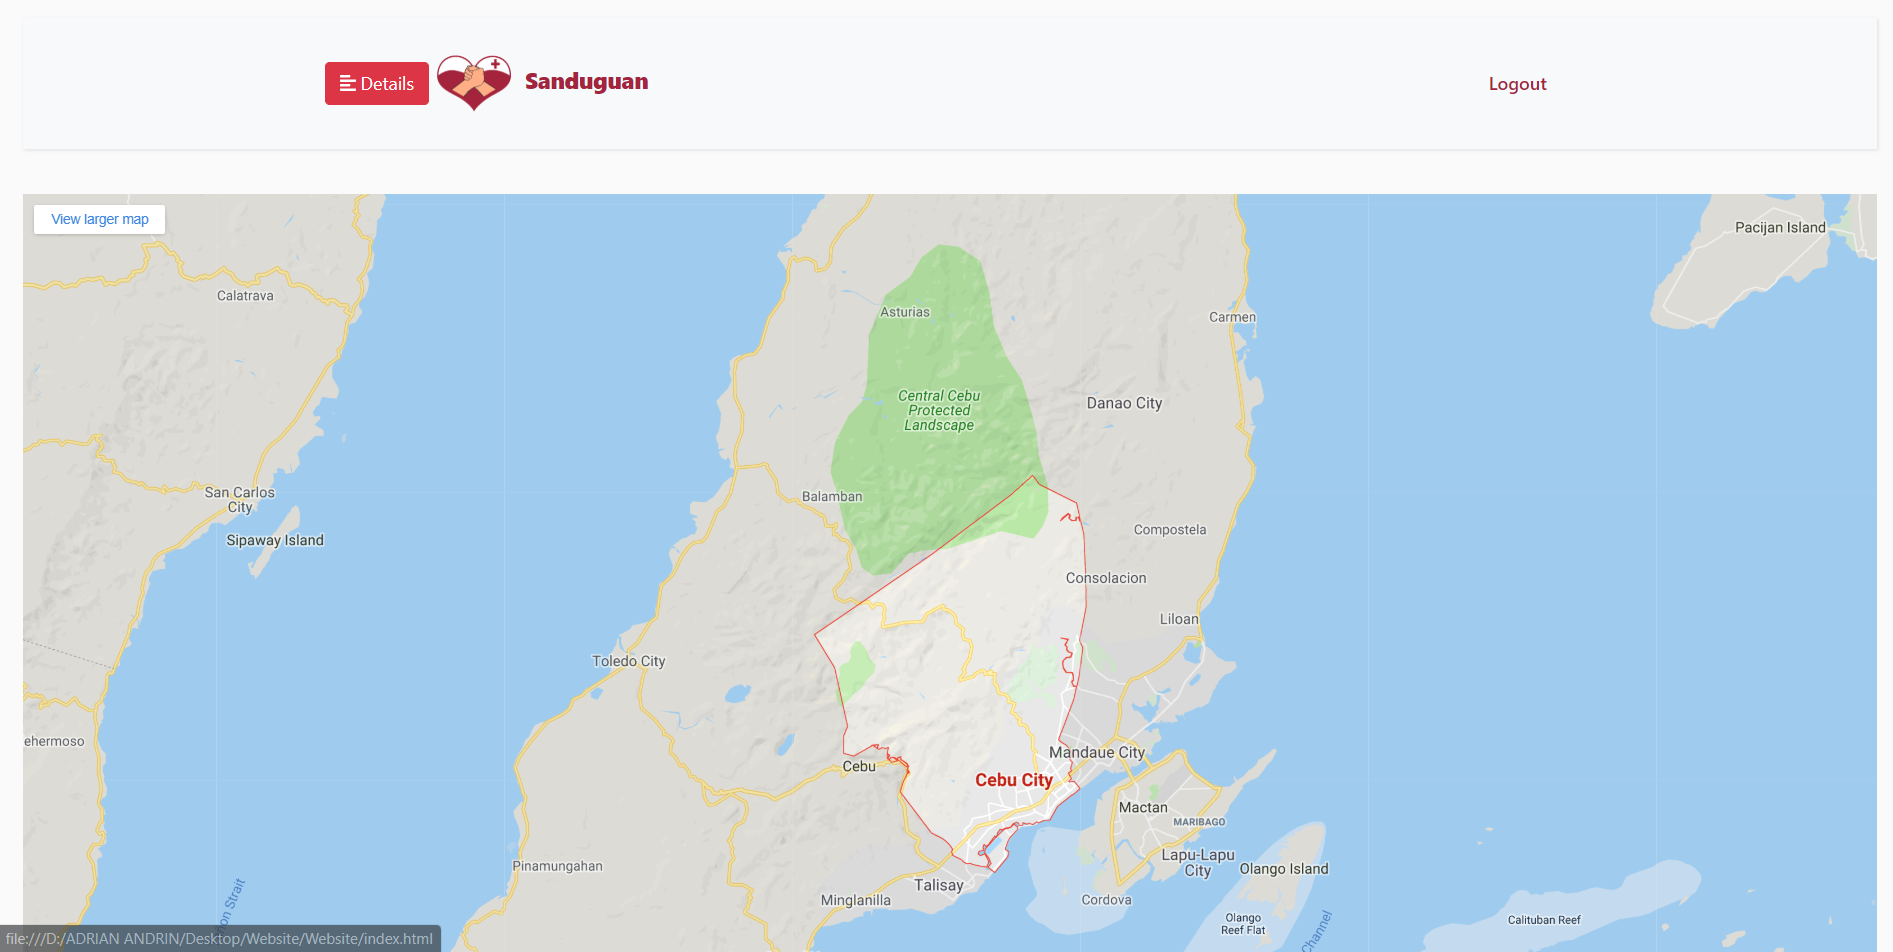 Details
Sanduguan
Logout
View larger map
Pacijan Island
Calatrava
Asturias
Carmen
Central Cebu
Protected
Landscape
Danao City
San Carlos
City
Balamban
Sipaway Island
Compostela
Consolacion
Liloan
Toledo City
ehermoso
Mandaue City
Cebu
Cebu City
Mactan
MARIBAGO
Pinamungahan
Lapu-Lapu
City
Olango Island
Talisay
Minglanilla
Cordova
Olango
Reef Flat
Channel
Calituban Reef
on Strait
file:///D:/ADRIAN ANDRIN/Desktop/Website/Website/index.html